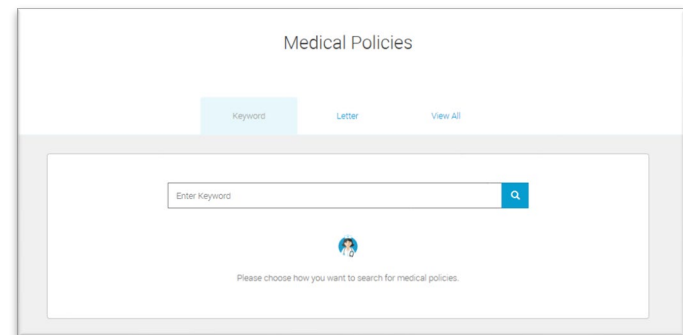 Medical Policies
Keyword
Letter
View All
Enter Keyword
Please choose how you want to search for medical policies.